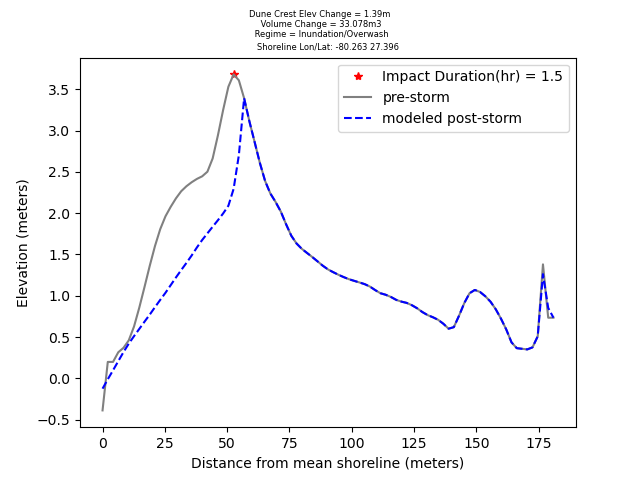 Dune Crest Elev Change = 1.39m
Volume Change = 33.078m3
Regime = Inundation/Overwash
Shoreline Lon/Lat: -80.263 27.396
Impact Duration(hr) = 1.5
pre-storm
modeled post-storm
Elevation (meters)
3.5
3.0
2.5
2.0
1.5
1.0
0.5
0.0
−0.5
0 25 50 75 100 125 150 175
Distance from mean shoreline (meters)